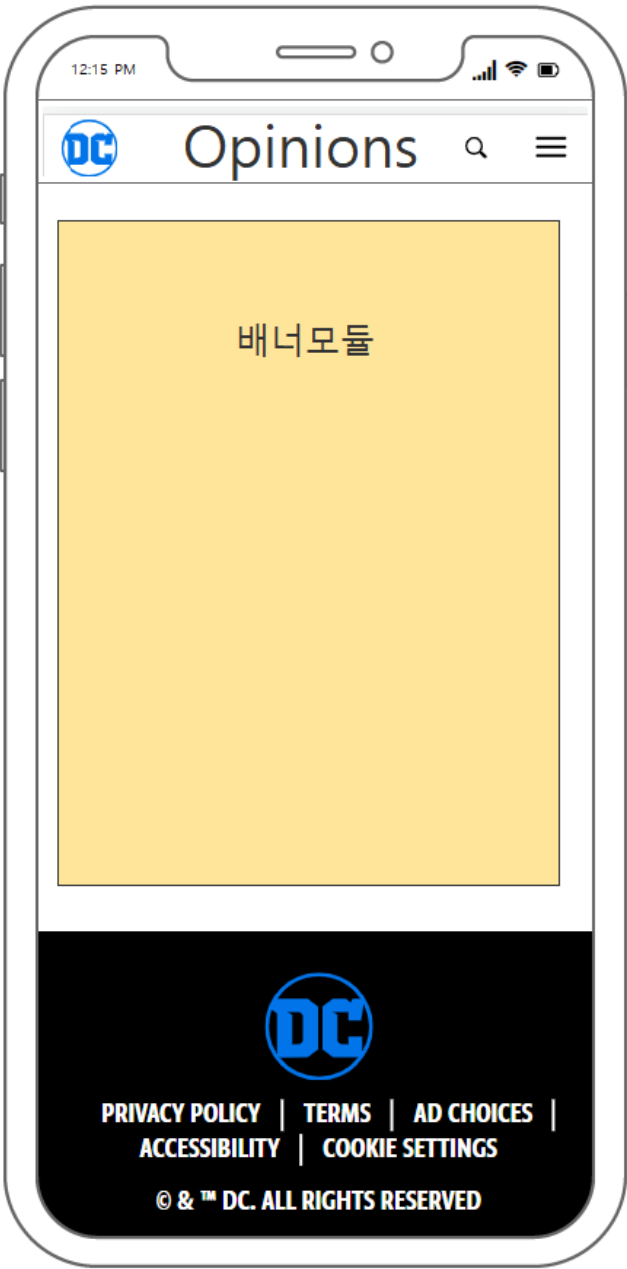 12:15 PM
DC Opinions
배너모듈
DC
PRIVACY POLICY | TERMS | AD CHOICES |
ACCESSIBILITY | COOKIE SETTINGS
© & ™ DC. ALL RIGHTS RESERVED